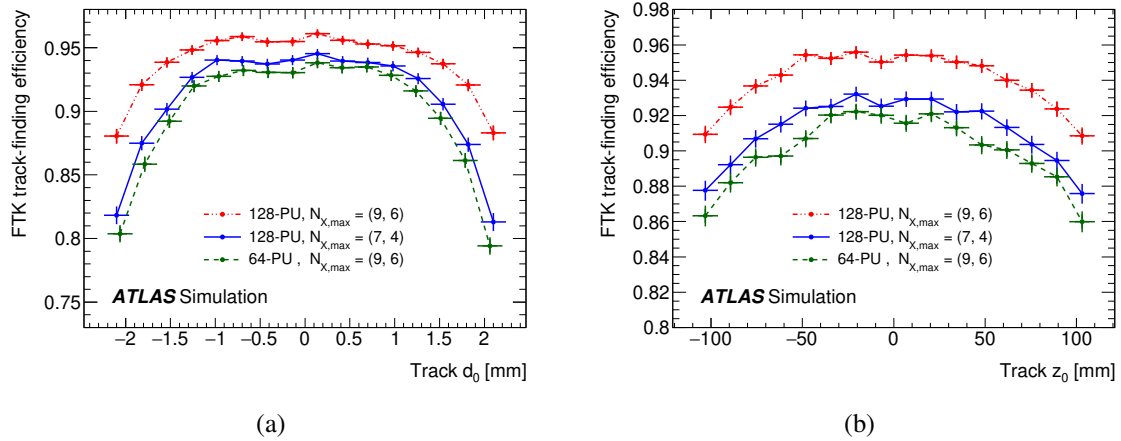 FTK track-finding efficiency
0.95
0.9
0.85
0.8
0.75
128-PU, N_X,max = (9, 6)
128-PU, N_X,max = (7, 4)
64-PU , N_X,max = (9, 6)
ATLAS Simulation
−2 −1.5 −1 −0.5 0 0.5 1 1.5 2
Track d_0 [mm]
(a)
FTK track-finding efficiency
0.98
0.96
0.94
0.92
0.9
0.88
0.86
0.84
0.82
0.8
128-PU, N_X,max = (9, 6)
128-PU, N_X,max = (7, 4)
64-PU , N_X,max = (9, 6)
ATLAS Simulation
−100 −50 0 50 100
Track z_0 [mm]
(b)